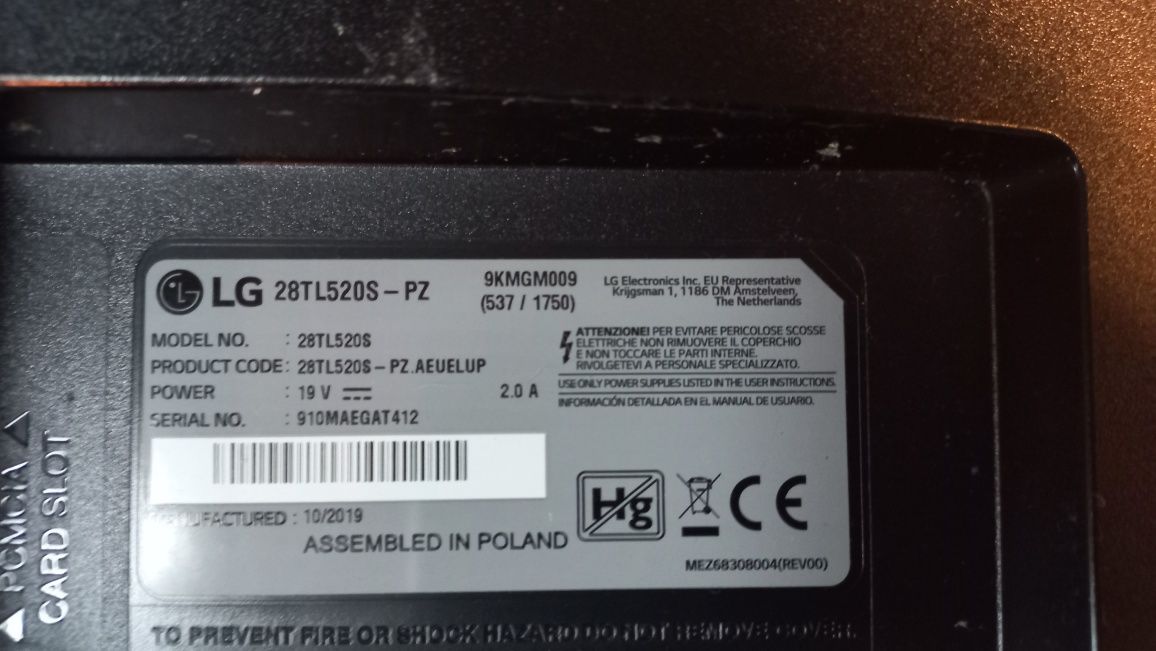 LG 28TL520S-PZ
9KMGM009
(537 / 1750)
LG Electronics Inc. EU Representative
Krijgsman 1, 1186 DM Amstelveen,
The Netherlands
MODEL NO. : 28TL520S
PRODUCT CODE : 28TL520S-PZ.AEUELUP
POWER : 19 V 2.0 A
SERIAL NO. : 910MAEGAT412
ATTENZIONE! PER EVITARE PERICOLOSE SCOSSE
ELETTRICHE NON RIMUOVERE IL COPERCHIO
E NON TOCCARE LE PARTI INTERNE.
RIVOLGETEVI A PERSONALE SPECIALIZZATO.
USE ONLY POWER SUPPLIES LISTED IN THE USER INSTRUCTIONS.
INFORMACIÓN DETALLADA EN EL MANUAL DE USUARIO.
MANUFACTURED : 10/2019
ASSEMBLED IN POLAND
Hg
CE
MEZ68308004(REV00)
TO PREVENT FIRE OR SHOCK HAZARD DO NOT REMOVE COVER.
▲ PCMCIA △
CARD SLOT